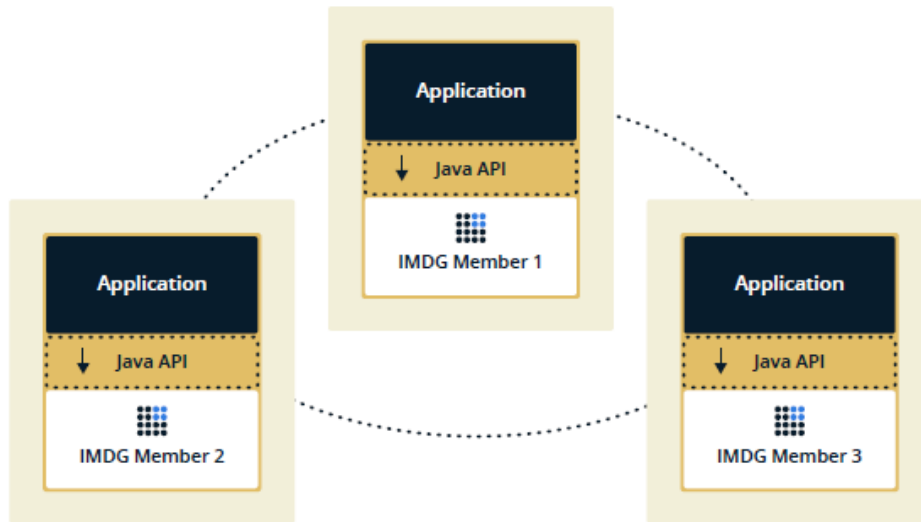 Application
Java API
IMDG Member 1
Application
Java API
IMDG Member 2
Application
Java API
IMDG Member 3